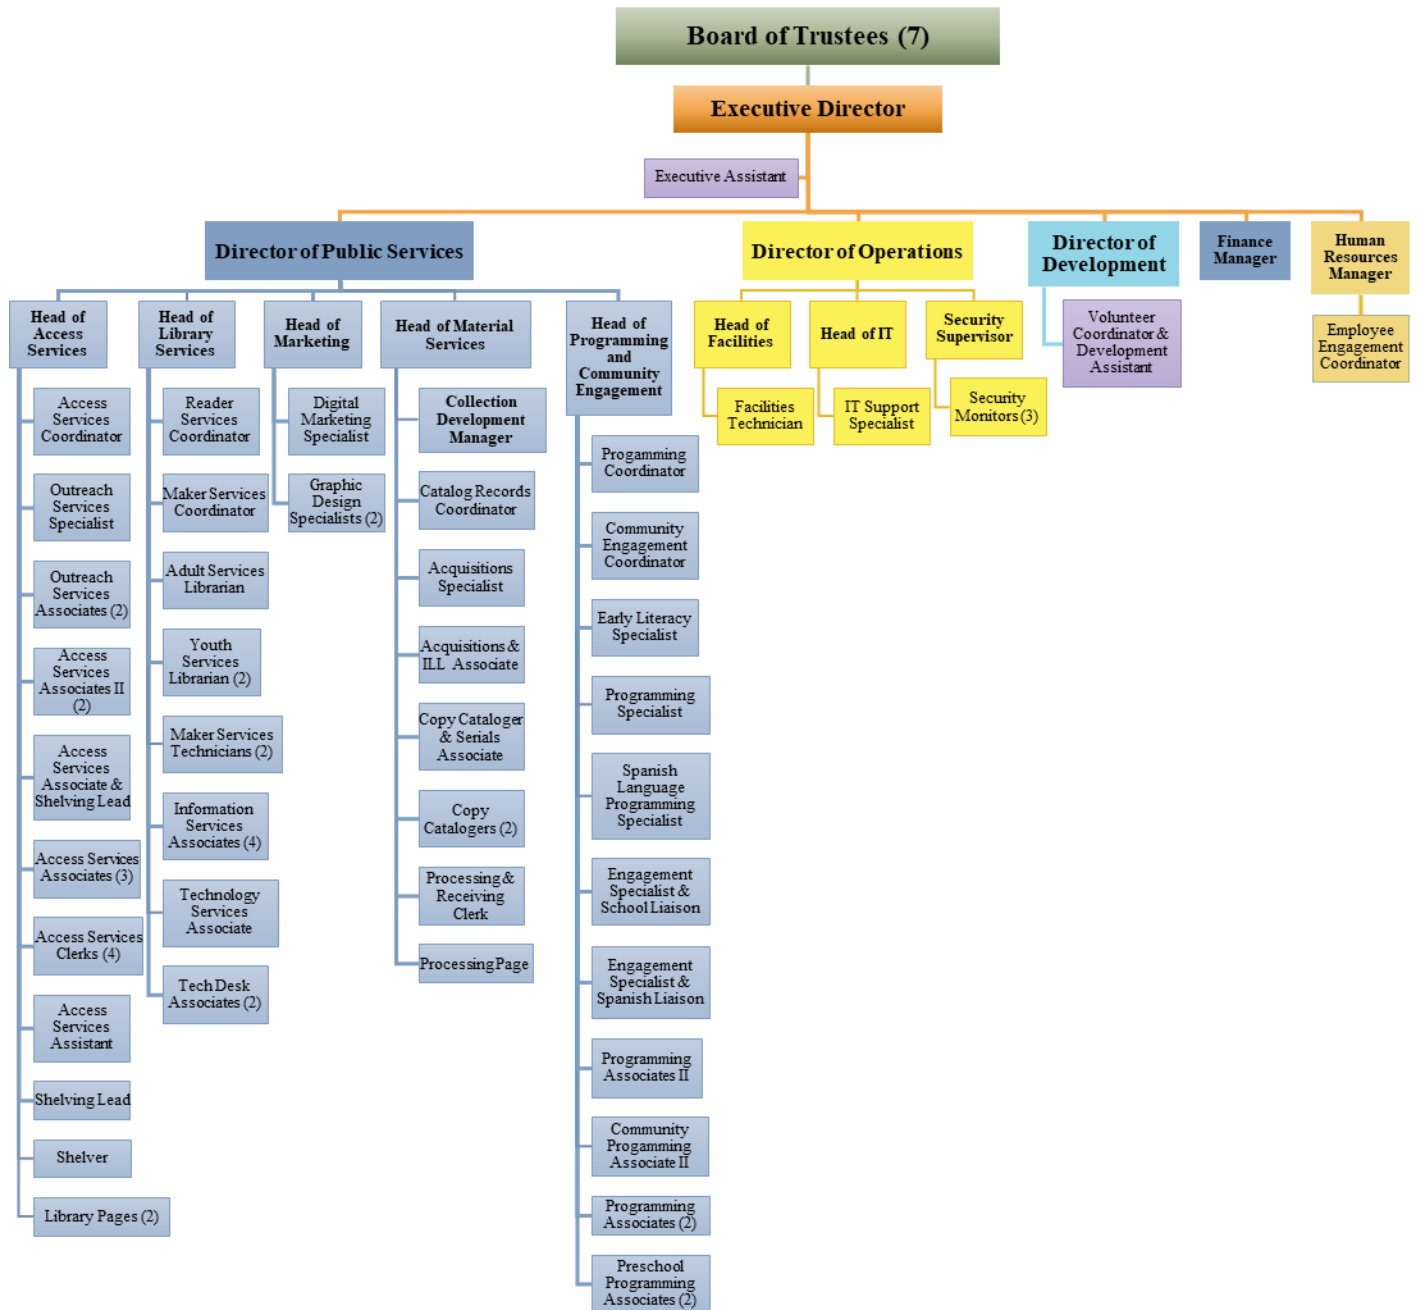 Board of Trustees (7)
Executive Director
Executive Assistant
Director of Public Services
Director of Operations
Director of
Development
Finance
Manager
Human
Resources
Manager
Head of
Access
Services
Head of
Library
Services
Head of
Marketing
Head of Material
Services
Head of
Programming
and
Community
Engagement
Head of
Facilities
Head of IT
Security
Supervisor
Volunteer
Coordinator &
Development
Assistant
Employee
Engagement
Coordinator
Access
Services
Coordinator
Outreach
Services
Specialist
Outreach
Services
Associates (2)
Access
Services
Associates II
(2)
Access
Services
Associate &
Shelving Lead
Access Services
Associates (3)
Access Services
Clerks (4)
Access
Services
Assistant
Shelving Lead
Shelver
Library Pages (2)
Reader
Services
Coordinator
Maker Services
Coordinator
Adult Services
Librarian
Youth
Services
Librarian (2)
Maker Services
Technicians (2)
Information
Services
Associates (4)
Technology
Services
Associate
Tech Desk
Associates (2)
Digital
Marketing
Specialist
Graphic
Design
Specialists (2)
Collection
Development
Manager
Catalog Records
Coordinator
Acquisitions
Specialist
Acquisitions &
ILL Associate
Copy Cataloger
& Serials
Associate
Copy
Catalogers (2)
Processing &
Receiving
Clerk
Processing Page
Progamming
Coordinator
Community
Engagement
Coordinator
Early Literacy
Specialist
Programming
Specialist
Spanish
Language
Programming
Specialist
Engagement
Specialist &
School Liaison
Engagement
Specialist &
Spanish Liaison
Programming
Associates II
Community
Progamming
Associate II
Programming
Associates (2)
Preschool
Programming
Associates (2)
Facilities
Technician
IT Support
Specialist
Security
Monitors (3)